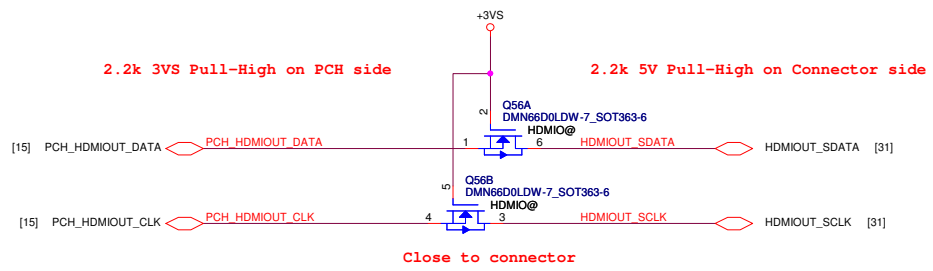 +3VS
2.2k 3VS Pull-High on PCH side
2.2k 5V Pull-High on Connector side
2
Q56A
DMN66D0LDW-7_SOT363-6
HDMIO@
[15] PCH_HDMIOUT_DATA PCH_HDMIOUT_DATA 1 6 HDMIOUT_SDATA HDMIOUT_SDATA [31]
5
Q56B
DMN66D0LDW-7_SOT363-6
HDMIO@
[15] PCH_HDMIOUT_CLK PCH_HDMIOUT_CLK 4 3 HDMIOUT_SCLK HDMIOUT_SCLK [31]
Close to connector